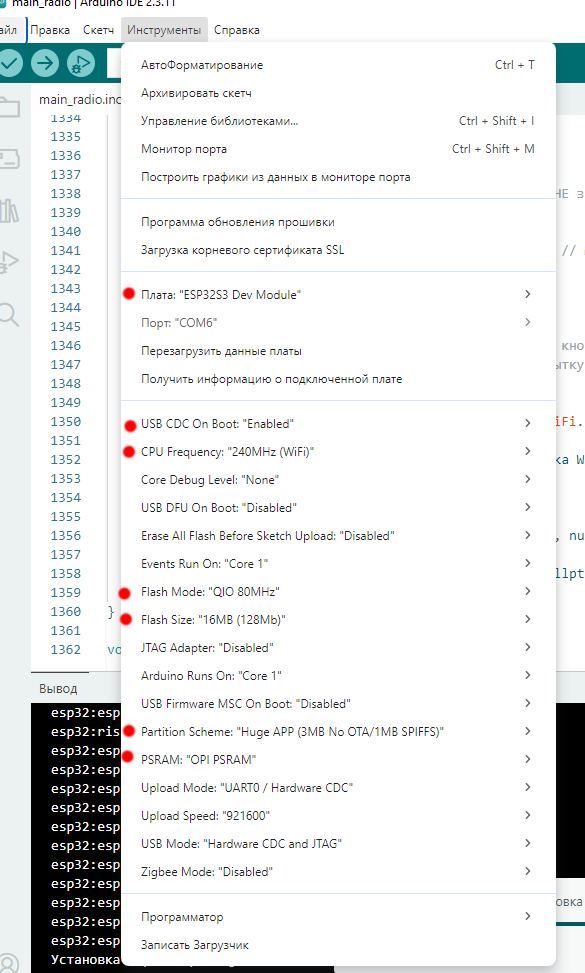 main_radio | Arduino IDE 2.3.11
айл Правка Скетч Инструменты Справка
main_radio.ino
АвтоФорматирование Ctrl + T
Архивировать скетч
Управление библиотеками... Ctrl + Shift + I
Монитор порта Ctrl + Shift + M
Построить графики из данных в мониторе порта
Программа обновления прошивки
Загрузка корневого сертификата SSL
Плата: "ESP32S3 Dev Module"
Порт: "COM6"
Перезагрузить данные платы
Получить информацию о подключенной плате
USB CDC On Boot: "Enabled"
CPU Frequency: "240MHz (WiFi)"
Core Debug Level: "None"
USB DFU On Boot: "Disabled"
Erase All Flash Before Sketch Upload: "Disabled"
Events Run On: "Core 1"
Flash Mode: "QIO 80MHz"
Flash Size: "16MB (128Mb)"
JTAG Adapter: "Disabled"
Arduino Runs On: "Core 1"
USB Firmware MSC On Boot: "Disabled"
Partition Scheme: "Huge APP (3MB No OTA/1MB SPIFFS)"
PSRAM: "OPI PSRAM"
Upload Mode: "UART0 / Hardware CDC"
Upload Speed: "921600"
USB Mode: "Hardware CDC and JTAG"
Zigbee Mode: "Disabled"
Программатор
Записать Загрузчик
1334
1335
1336
1337
1338 НЕ з
1339
1340
1341 //
1342
1343
1344
1345
1346 кно
1347 ытку
1348
1349
1350 iFi.
1351
1352 ка W
1353
1354
1355
1356 , nu
1357
1358 llpt
1359
1360 }
1361
1362 vo
Вывод
esp32:esp
esp32:ris
esp32:esp
esp32:esp
esp32:esp
esp32:esp
esp32:esp
esp32:esp
esp32:esp
esp32:esp
esp32:esp овка
esp32:esp
esp32:esp
Установка